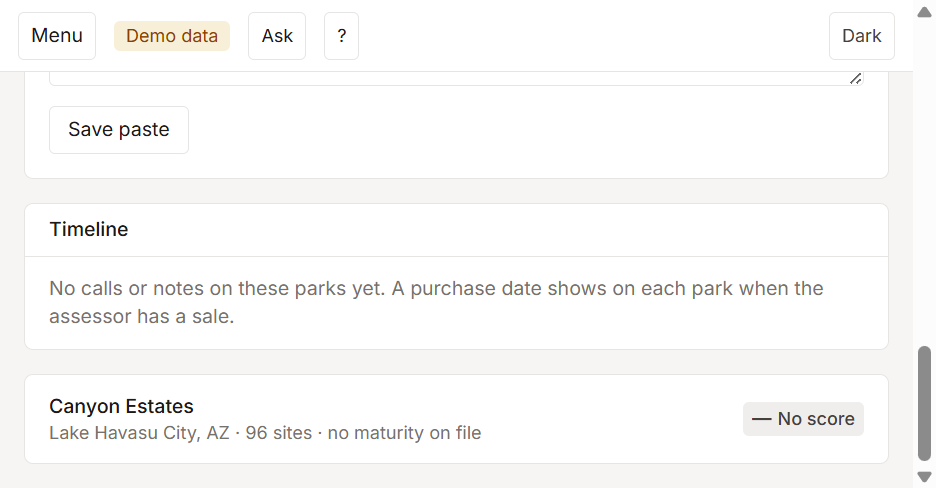 Menu
Demo data
Ask
?
Dark
Save paste
Timeline
No calls or notes on these parks yet. A purchase date shows on each park when the
assessor has a sale.
Canyon Estates
Lake Havasu City, AZ · 96 sites · no maturity on file
— No score